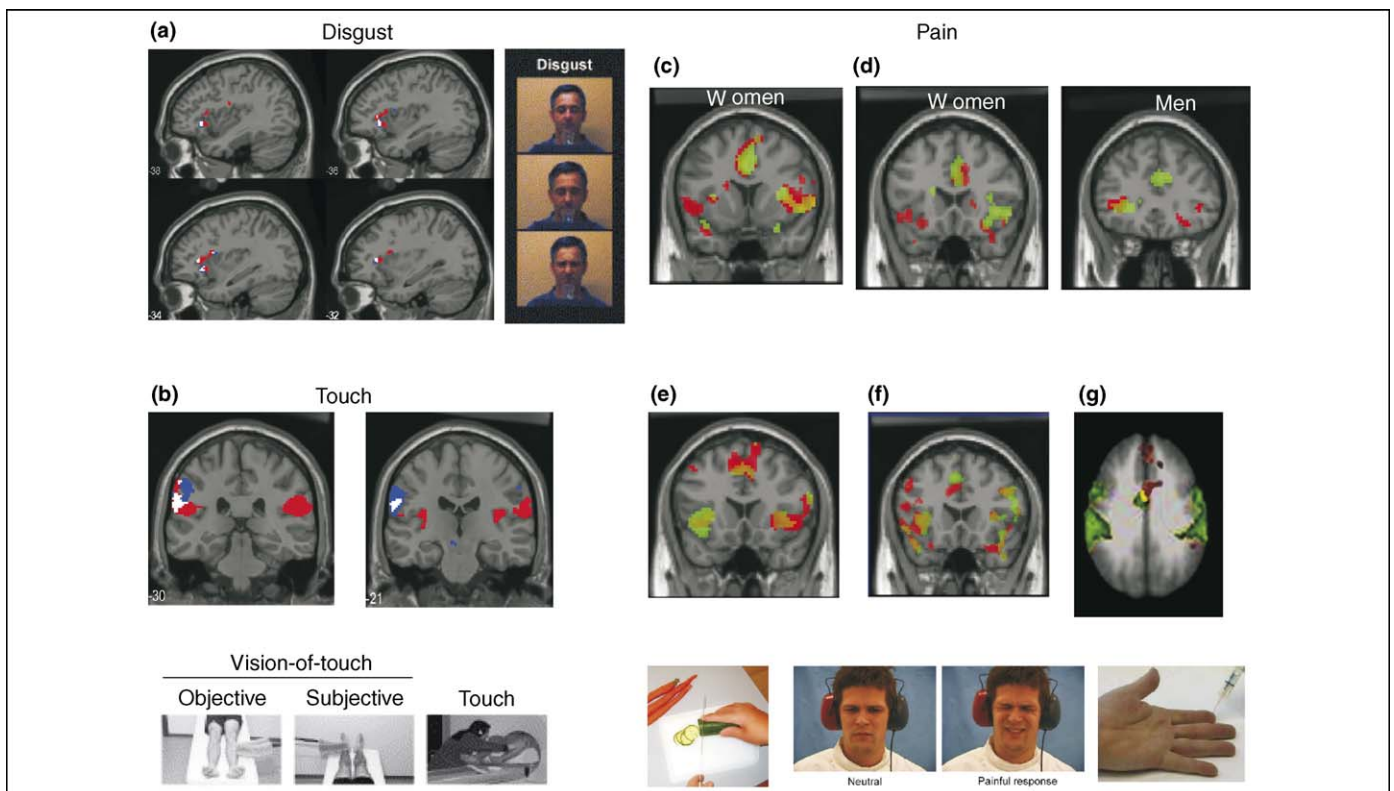 (a)
Disgust
-38
-36
-34
-32
Disgust
Pain
(c)
W omen
(d)
W omen
Men
(b)
Touch
-30
-21
Vision-of-touch
Objective
Subjective
Touch
(e)
(f)
(g)
Neutral
Painful response